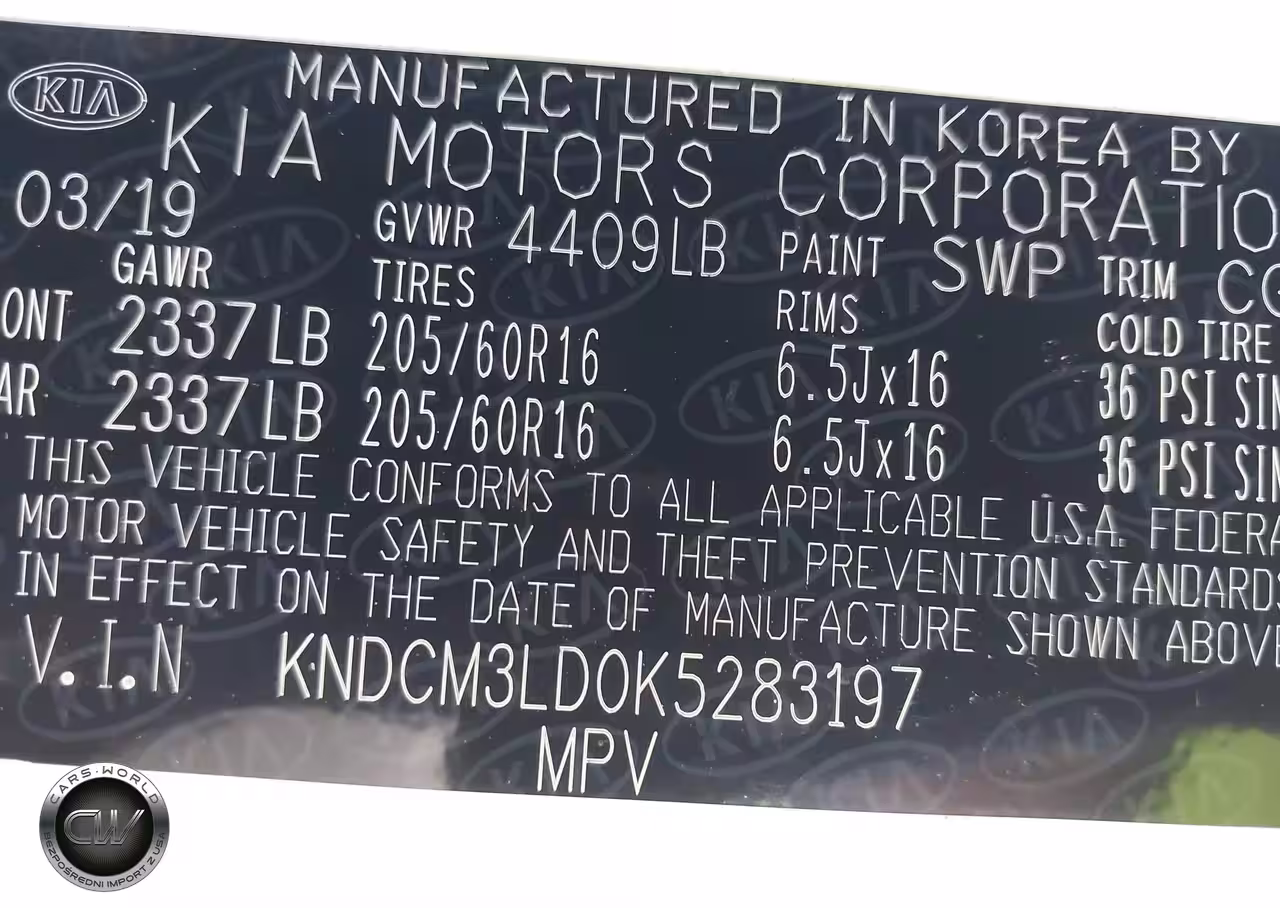 KIA
MANUFACTURED IN KOREA BY
KIA MOTORS CORPORATIO
03/19 GVWR 4409LB PAINT SWP TRIM
GAWR TIRES RIMS COLD TIRE
ONT 2337LB 205/60R16 6.5Jx16 36 PSI SIN
AR 2337LB 205/60R16 6.5Jx16 36 PSI SIN
THIS VEHICLE CONFORMS TO ALL APPLICABLE U.S.A. FEDERA
MOTOR VEHICLE SAFETY AND THEFT PREVENTION STANDARDS
IN EFFECT ON THE DATE OF MANUFACTURE SHOWN ABOVE
V.I.N KNDCM3LD0K5283197
MPV
CARS·WORLD
CW
BEZPOŚREDNI IMPORT Z USA